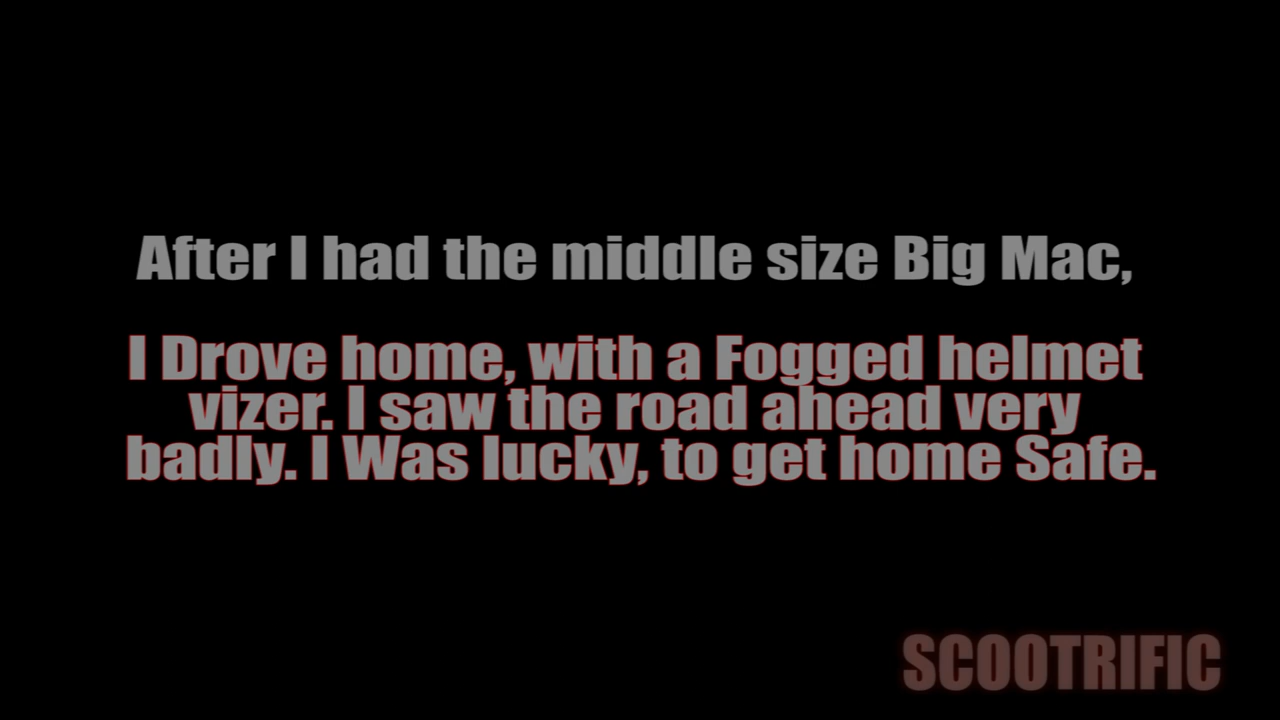 After I had the middle size Big Mac,
I Drove home, with a Fogged helmet
vizer. I saw the road ahead very
badly. I Was lucky, to get home Safe.
SCOOTRIFIC